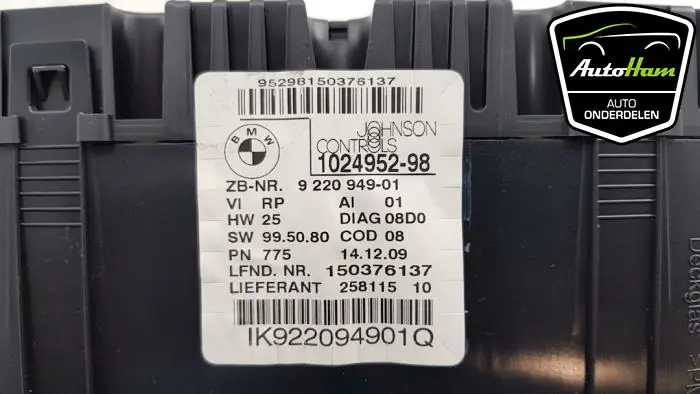 95298150376137
BMW
JOHNSON
CONTROLS
1024952-98
ZB-NR. 9 220 949-01
VI RP AI 01
HW 25 DIAG 08D0
SW 99.50.80 COD 08
PN 775 14.12.09
LFND. NR. 150376137
LIEFERANT 258115 10
IK922094901Q
AUTOHAM
AUTO
ONDERDELEN
Deckglas